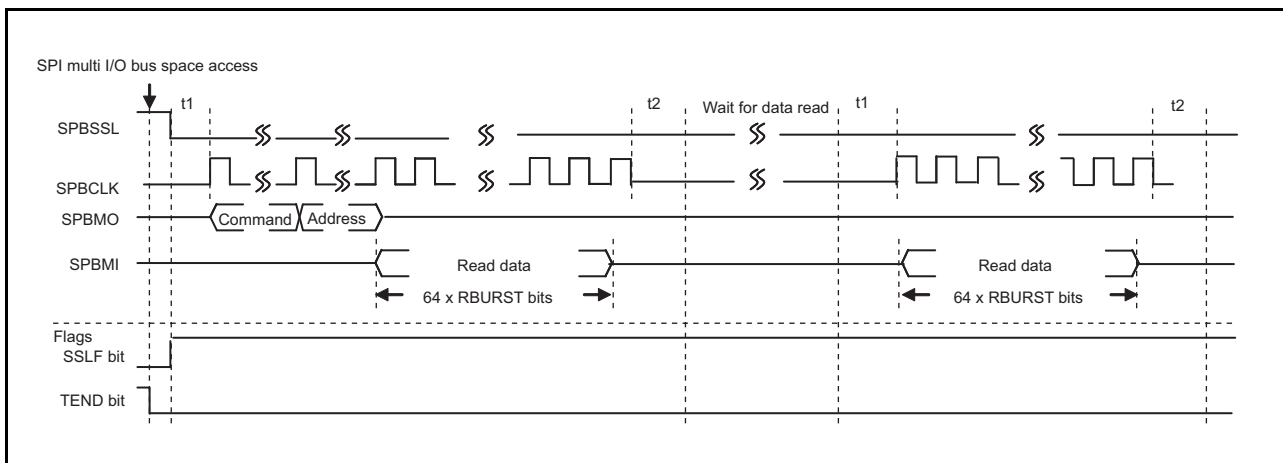 SPI multi I/O bus space access
t1
t2
Wait for data read
t1
t2
SPBSSL
SPBCLK
SPBMO
Command
Address
SPBMI
Read data
Read data
64 x RBURST bits
64 x RBURST bits
Flags
SSLF bit
TEND bit